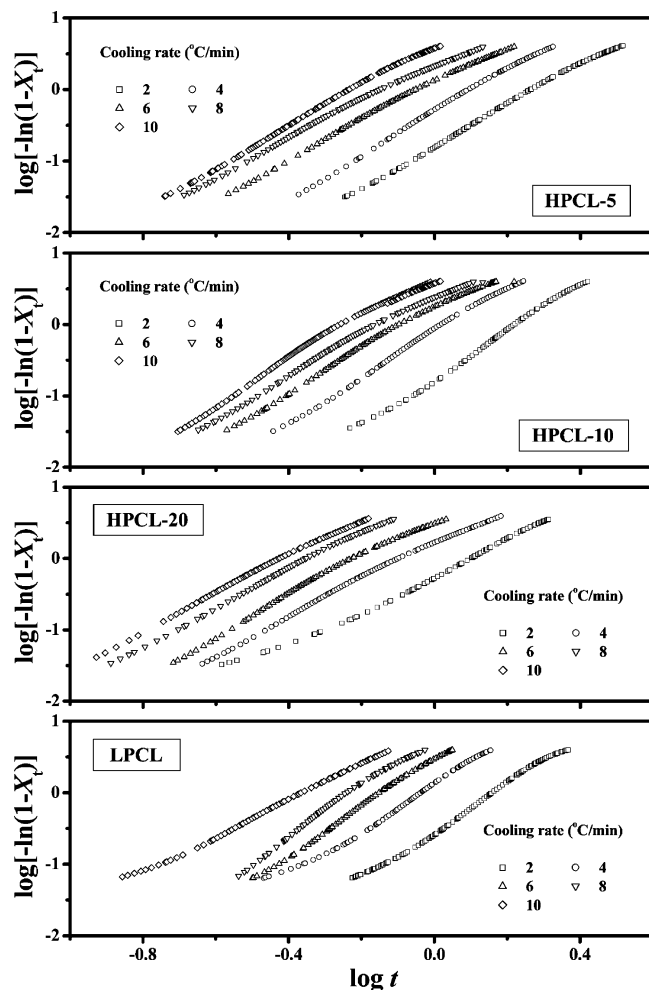 log[-ln(1-Xt)]
1
0
-1
-2
Cooling rate (°C/min)
2 4
6 8
10
HPCL-5
log[-ln(1-Xt)]
1
0
-1
-2
Cooling rate (°C/min)
2 4
6 8
10
HPCL-10
log[-ln(1-Xt)]
1
0
-1
-2
HPCL-20
Cooling rate (°C/min)
2 4
6 8
10
log[-ln(1-Xt)]
1
0
-1
-2
LPCL
Cooling rate (°C/min)
2 4
6 8
10
-0.8 -0.4 0.0 0.4
log t